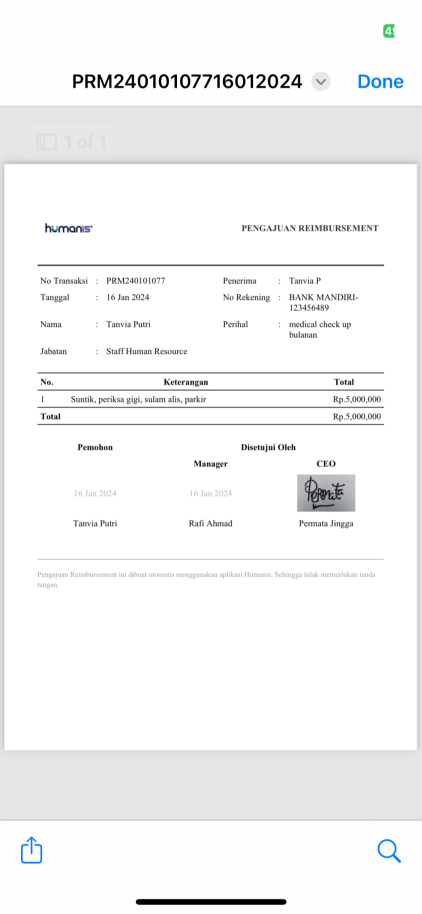 PRM24010107716012024
Done
1 of 1
humanis
PENGAJUAN REIMBURSEMENT
No Transaksi : PRM240101077 Penerima : Tanvia P
Tanggal : 16 Jan 2024 No Rekening : BANK MANDIRI-
123456489
Nama : Tanvia Putri Perihal : medical check up
bulanan
Jabatan : Staff Human Resource
No. Keterangan Total
1 Suntik, periksa gigi, sulam alis, parkir Rp.5,000,000
Total Rp.5,000,000
Pemohon Disetujui Oleh
Manager CEO
16 Jan 2024 16 Jan 2024 Permata
Tanvia Putri Rafi Ahmad Permata Jingga
Pengajuan Reimbursement ini dibuat otomatis menggunakan aplikasi Humanis, Sehingga tidak memerlukan tanda
tangan.